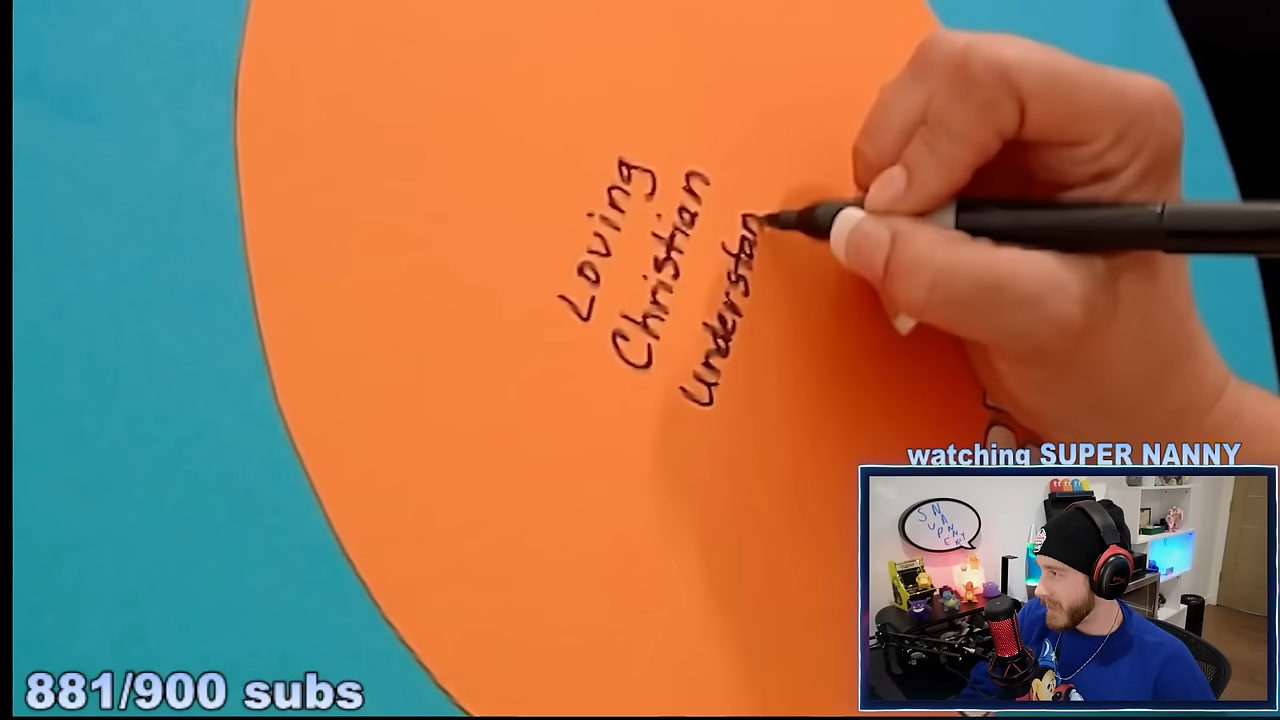 Loving
Christian
Understan
watching SUPER NANNY
881/900 subs